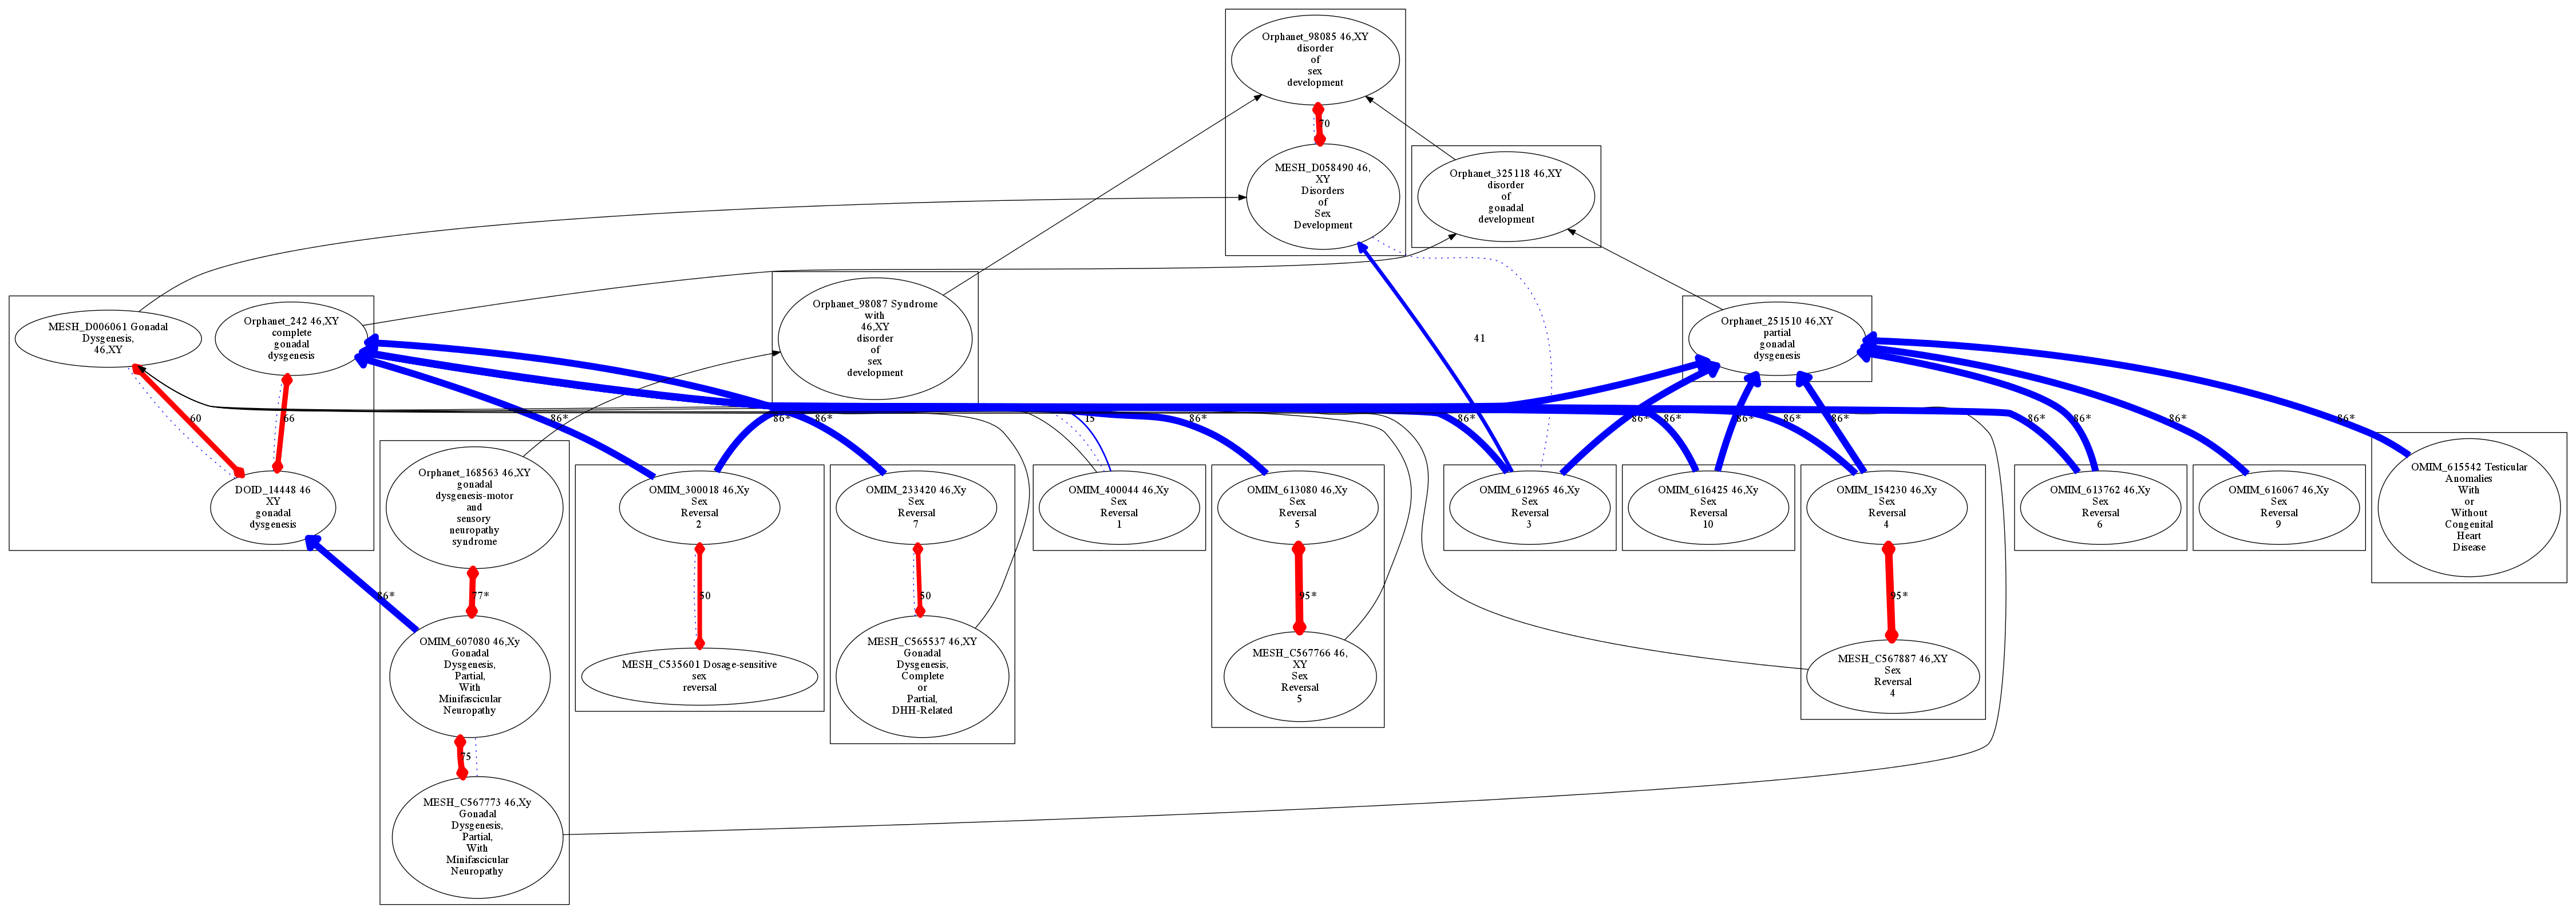 Orphanet_98085 46,XY
disorder
of
sex
development
70
MESH_D058490 46,
XY
Disorders
of
Sex
Development
Orphanet_325118 46,XY
disorder
of
gonadal
development
MESH_D006061 Gonadal
Dysgenesis,
46,XY
Orphanet_242 46,XY
complete
gonadal
dysgenesis
Orphanet_98087 Syndrome
with
46,XY
disorder
of
sex
development
41
Orphanet_251510 46,XY
partial
gonadal
dysgenesis
60
66
86*
86*
86*
15
86*
86*
86*
86*
86*
86*
86*
86*
86*
86*
86*
DOID_14448 46
XY
gonadal
dysgenesis
Orphanet_168563 46,XY
gonadal
dysgenesis-motor
and
sensory
neuropathy
syndrome
OMIM_300018 46,Xy
Sex
Reversal
2
OMIM_233420 46,Xy
Sex
Reversal
7
OMIM_400044 46,Xy
Sex
Reversal
1
OMIM_613080 46,Xy
Sex
Reversal
5
OMIM_612965 46,Xy
Sex
Reversal
3
OMIM_616425 46,Xy
Sex
Reversal
10
OMIM_154230 46,Xy
Sex
Reversal
4
OMIM_613762 46,Xy
Sex
Reversal
6
OMIM_616067 46,Xy
Sex
Reversal
9
OMIM_615542 Testicular
Anomalies
With
or
Without
Congenital
Heart
Disease
86*
77*
50
50
95*
95*
OMIM_607080 46,Xy
Gonadal
Dysgenesis,
Partial,
With
Minifascicular
Neuropathy
MESH_C535601 Dosage-sensitive
sex
reversal
MESH_C565537 46,XY
Gonadal
Dysgenesis,
Complete
or
Partial,
DHH-Related
MESH_C567766 46,
XY
Sex
Reversal
5
MESH_C567887 46,XY
Sex
Reversal
4
75
MESH_C567773 46,Xy
Gonadal
Dysgenesis,
Partial,
With
Minifascicular
Neuropathy